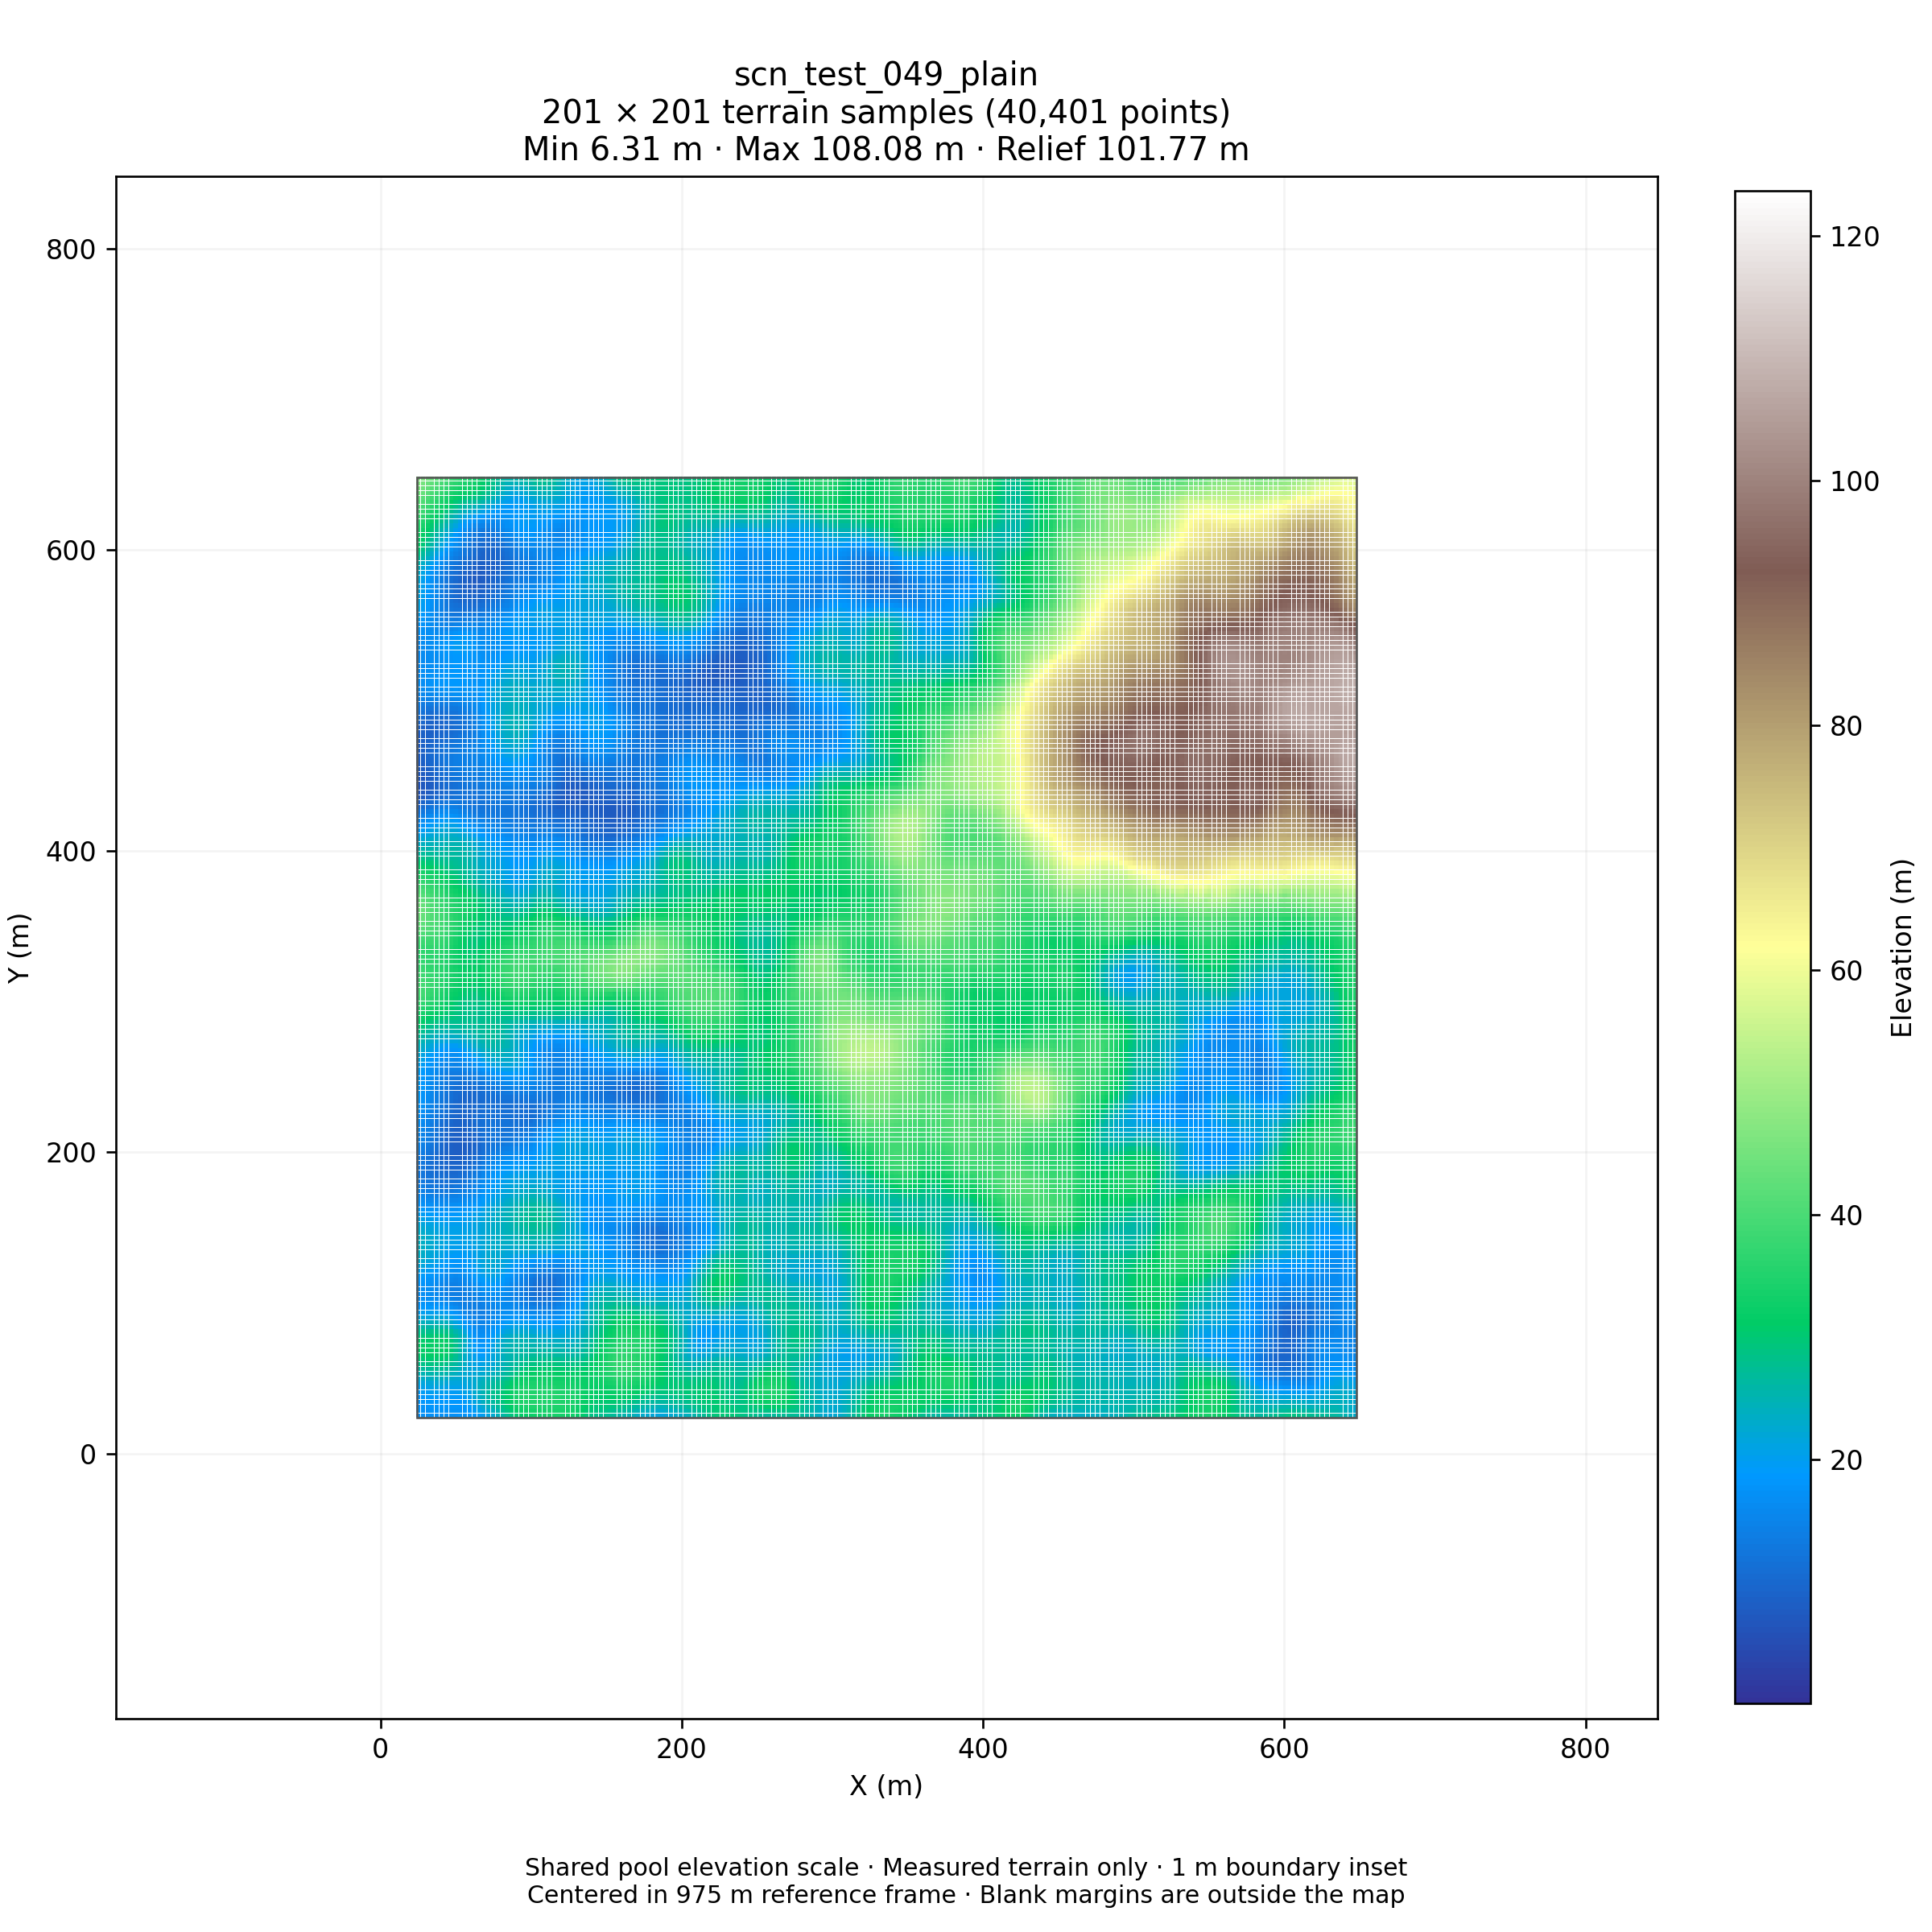 scn_test_049_plain
201 × 201 terrain samples (40,401 points)
Min 6.31 m · Max 108.08 m · Relief 101.77 m
800
600
400
200
0
Y (m)
0
200
400
600
800
X (m)
120
100
80
60
40
20
Elevation (m)
Shared pool elevation scale · Measured terrain only · 1 m boundary inset
Centered in 975 m reference frame · Blank margins are outside the map